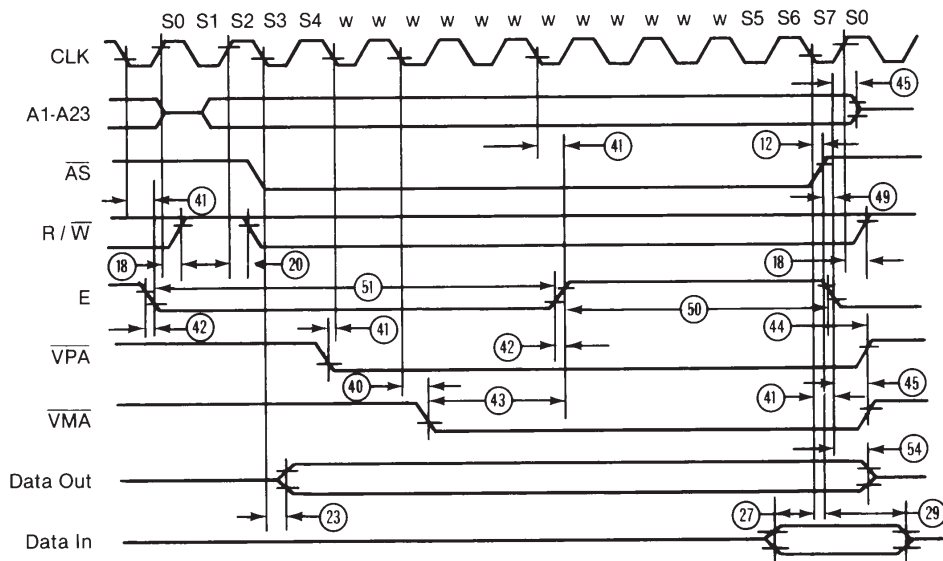 S0 S1 S2 S3 S4 w w w w w w w w w w w w S5 S6 S7 S0
CLK
45
A1-A23
41
12
AS
41
49
R / W
18
20
18
51
E
50
42
41
42
44
VPA
40
43
41
45
VMA
54
Data Out
23
27
29
Data In